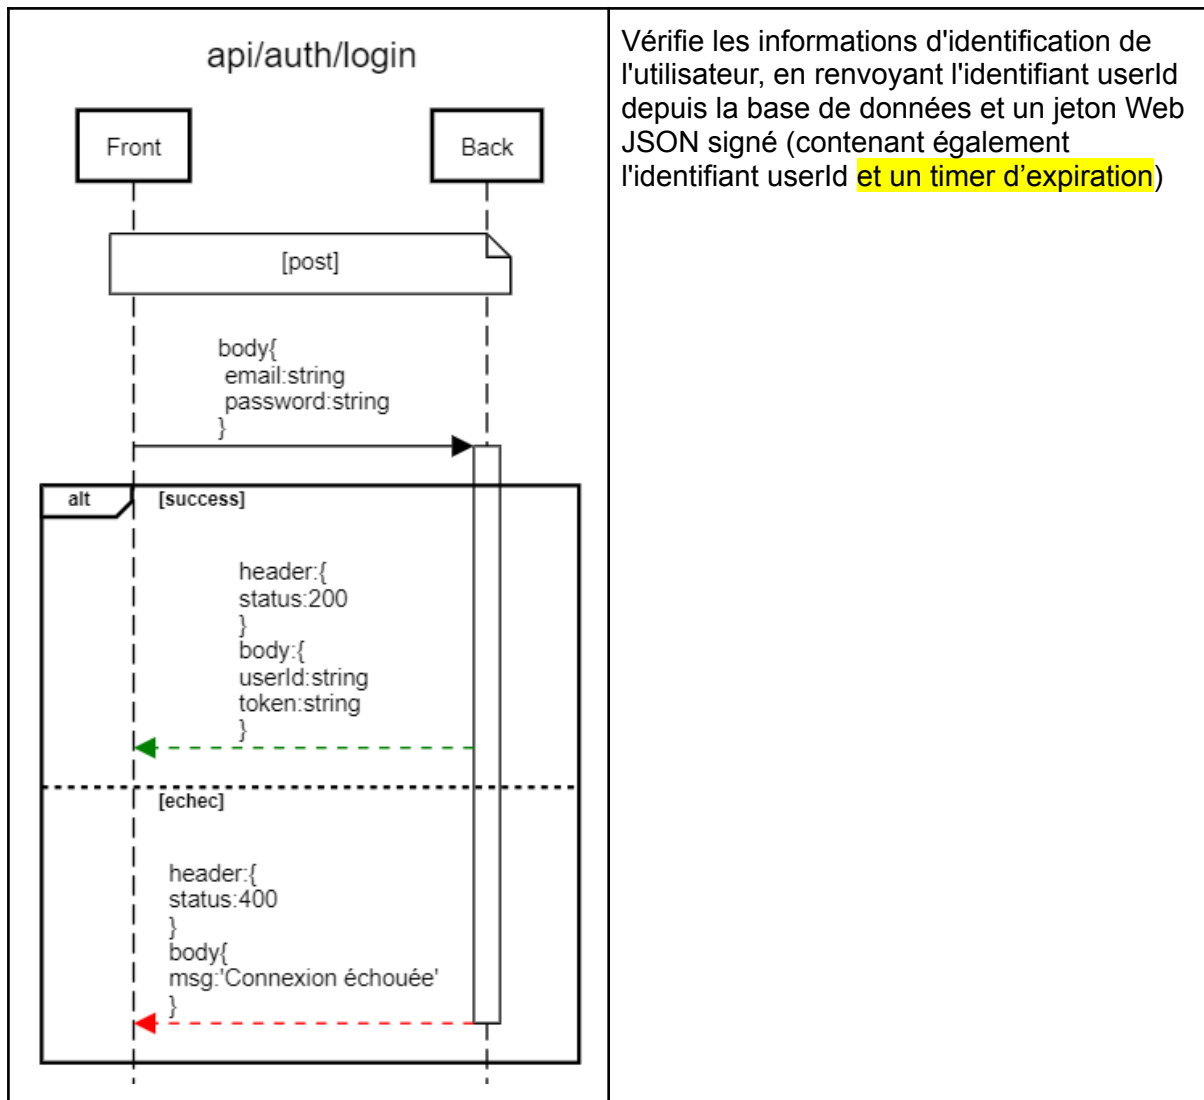 api/auth/login
Front
Back
[post]
body{
email:string
password:string
}
alt
[success]
header:{
status:200
}
body:{
userId:string
token:string
}
[echec]
header:{
status:400
}
body{
msg:'Connexion échouée'
}
Vérifie les informations d'identification de
l'utilisateur, en renvoyant l'identifiant userId
depuis la base de données et un jeton Web
JSON signé (contenant également
l'identifiant userId et un timer d’expiration)